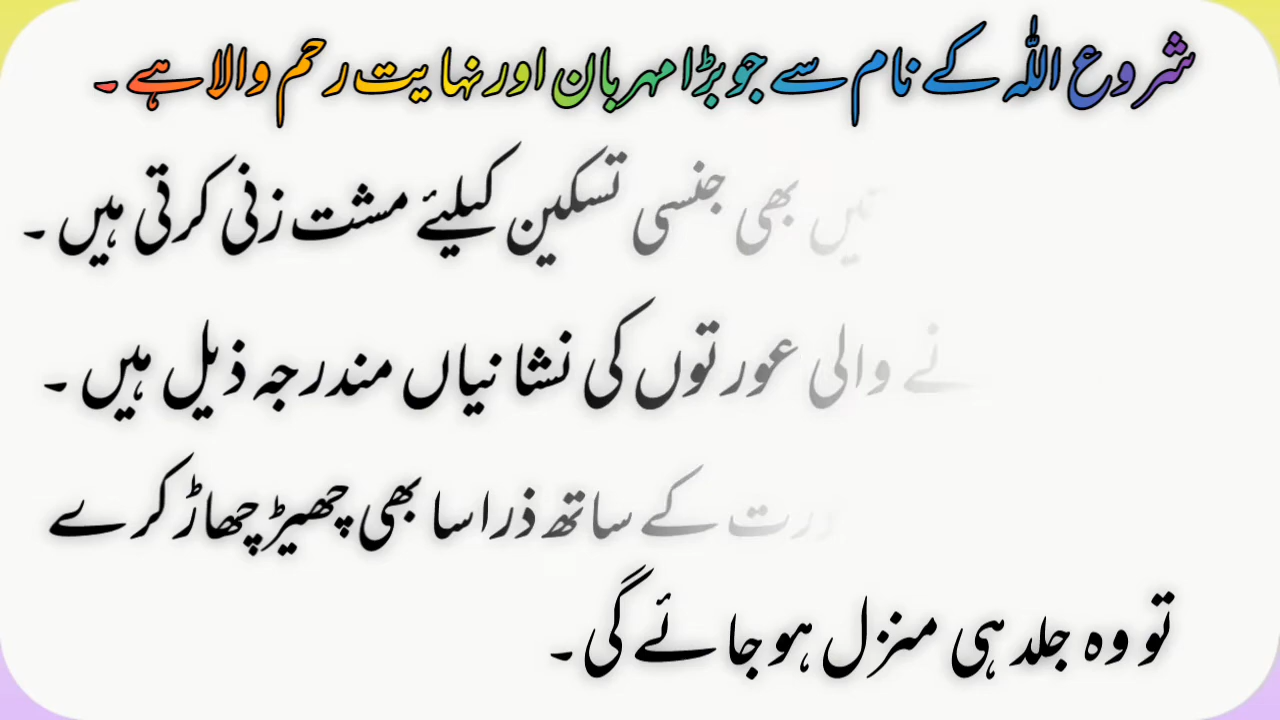 شروع اللہ کے نام سے جو بڑا مہربان اور نہایت رحم والا ہے ۔
بھی جنسی تسکین کیلئے مشت زنی کرتی ہیں ۔
والی عورتوں کی نشانیاں مندرجہ ذیل ہیں ۔
کے ساتھ ذرا سا بھی چھیڑ چھاڑ کرے
تو وہ جلد ہی منزل ہو جائے گی ۔